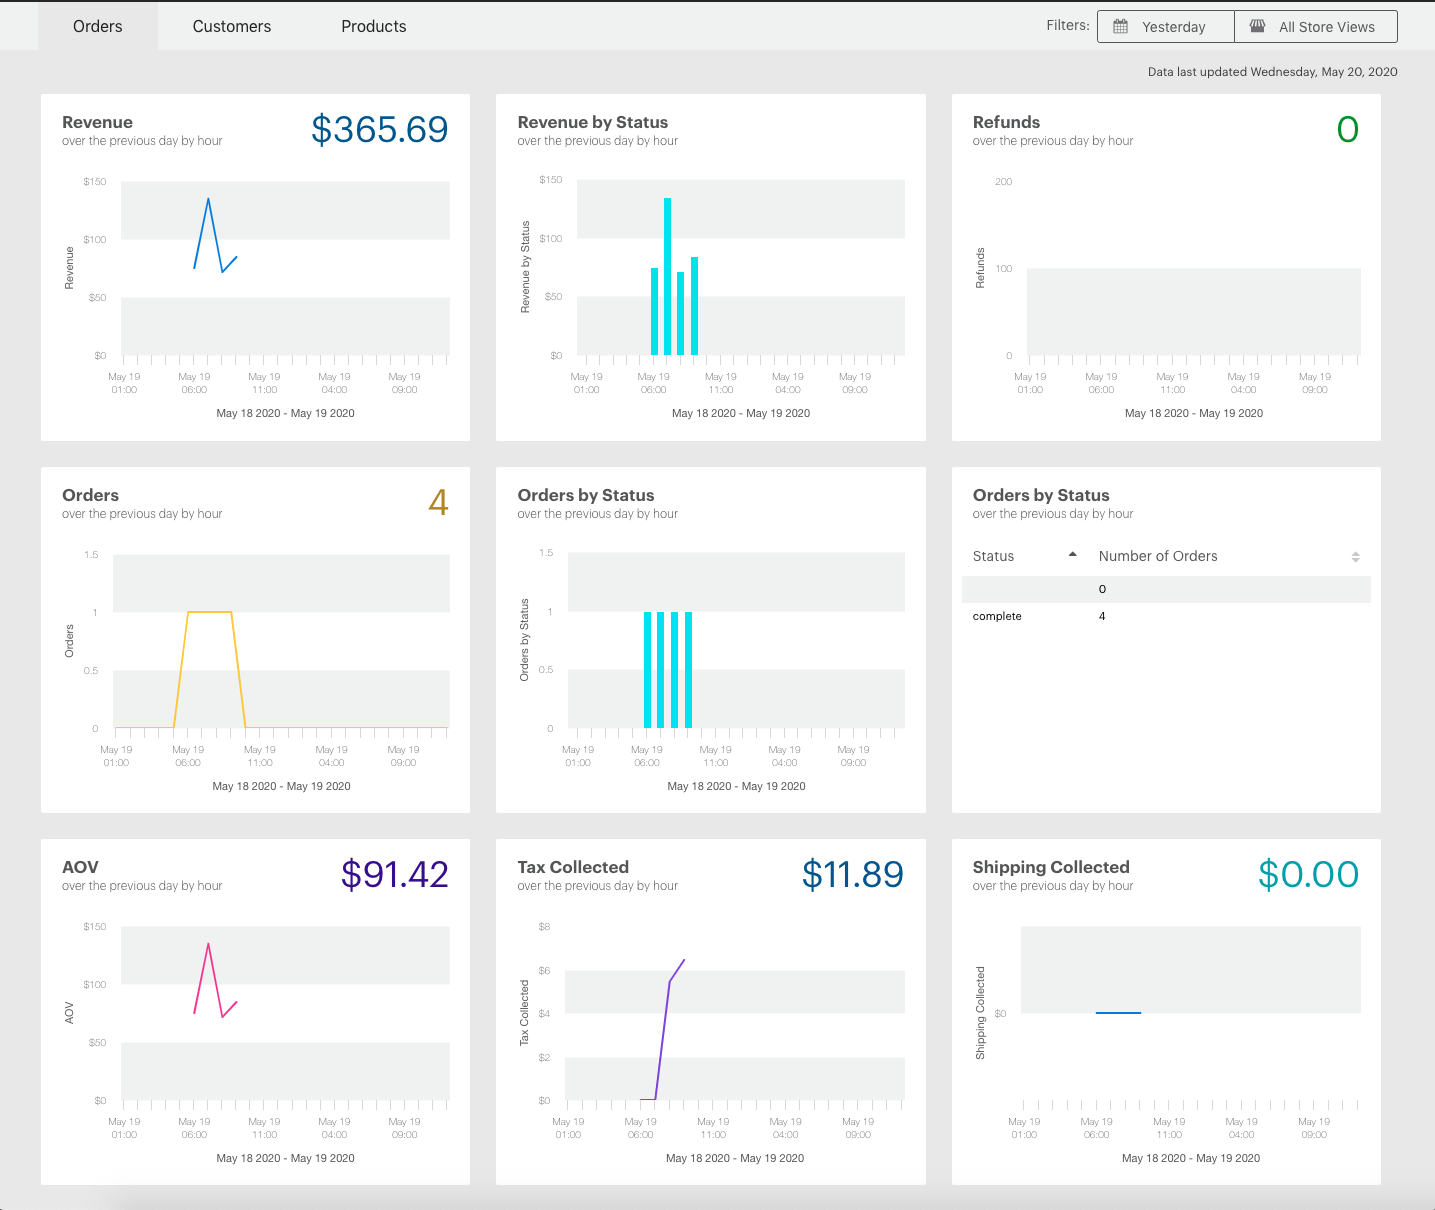 Orders Customers Products Filters: Yesterday All Store Views
Data last updated Wednesday, May 20, 2020
Revenue
over the previous day by hour
$365.69
$150
$100
$50
$0
Revenue
May 19 May 19 May 19 May 19 May 19
01:00 06:00 11:00 04:00 09:00
May 18 2020 - May 19 2020
Revenue by Status
over the previous day by hour
$150
$100
$50
$0
Revenue by Status
May 19 May 19 May 19 May 19 May 19
01:00 06:00 11:00 04:00 09:00
May 18 2020 - May 19 2020
Refunds
over the previous day by hour
0
200
100
0
Refunds
May 19 May 19 May 19 May 19 May 19
01:00 06:00 11:00 04:00 09:00
May 18 2020 - May 19 2020
Orders
over the previous day by hour
4
1.5
1
0.5
0
Orders
May 19 May 19 May 19 May 19 May 19
01:00 06:00 11:00 04:00 09:00
May 18 2020 - May 19 2020
Orders by Status
over the previous day by hour
1.5
1
0.5
0
Orders by Status
May 19 May 19 May 19 May 19 May 19
01:00 06:00 11:00 04:00 09:00
May 18 2020 - May 19 2020
Orders by Status
over the previous day by hour
Status Number of Orders
0
complete 4
AOV
over the previous day by hour
$91.42
$150
$100
$50
$0
AOV
May 19 May 19 May 19 May 19 May 19
01:00 06:00 11:00 04:00 09:00
May 18 2020 - May 19 2020
Tax Collected
over the previous day by hour
$11.89
$8
$6
$4
$2
$0
Tax Collected
May 19 May 19 May 19 May 19 May 19
01:00 06:00 11:00 04:00 09:00
May 18 2020 - May 19 2020
Shipping Collected
over the previous day by hour
$0.00
$0
Shipping Collected
May 19 May 19 May 19 May 19 May 19
01:00 06:00 11:00 04:00 09:00
May 18 2020 - May 19 2020